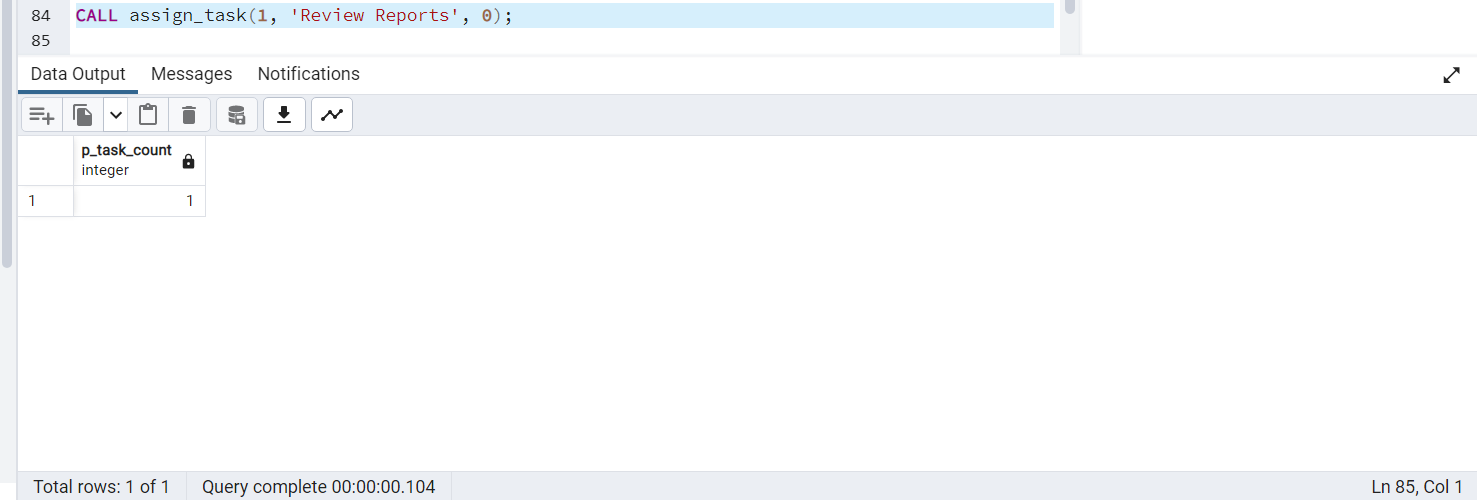 84 CALL assign_task(1, 'Review Reports', 0);
85
Data Output Messages Notifications
p_task_count
integer
1 1
Total rows: 1 of 1 Query complete 00:00:00.104 Ln 85, Col 1